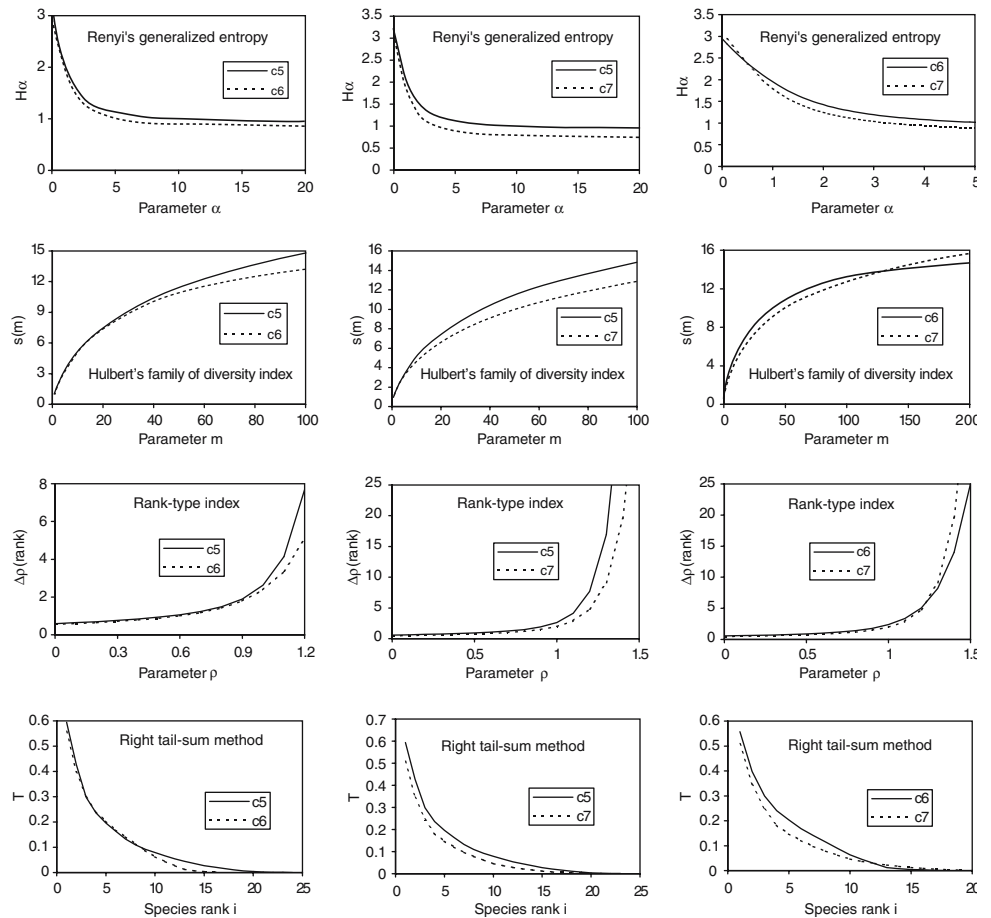 Renyi's generalized entropy
Hα
3
2
1
0
c5
c6
0 5 10 15 20
Parameter α
Renyi's generalized entropy
Hα
3.5
3
2.5
2
1.5
1
0.5
0
c5
c7
0 5 10 15 20
Parameter α
Renyi's generalized entropy
Hα
3.5
3
2.5
2
1.5
1
0.5
0
c6
c7
0 1 2 3 4 5
Parameter α
s(m)
15
12
9
6
3
0
c5
c6
Hulbert's family of diversity index
0 20 40 60 80 100
Parameter m
s(m)
16
14
12
10
8
6
4
2
0
c5
c7
Hulbert's family of diversity index
0 20 40 60 80 100
Parameter m
s(m)
16
12
8
4
0
c6
c7
Hulbert's family of diversity index
0 50 100 150 200
Parameter m
Rank-type index
Δρ(rank)
8
6
4
2
0
c5
c6
0 0.3 0.6 0.9 1.2
Parameter ρ
Rank-type index
Δρ(rank)
25
20
15
10
5
0
c5
c7
0 0.5 1 1.5
Parameter ρ
Rank-type index
Δρ(rank)
25
20
15
10
5
0
c6
c7
0 0.5 1 1.5
Parameter ρ
Right tail-sum method
T
0.6
0.5
0.4
0.3
0.2
0.1
0
c5
c6
0 5 10 15 20 25
Species rank i
Right tail-sum method
T
0.7
0.6
0.5
0.4
0.3
0.2
0.1
0
c5
c7
0 5 10 15 20 25
Species rank i
Right tail-sum method
T
0.6
0.5
0.4
0.3
0.2
0.1
0
c6
c7
0 5 10 15 20
Species rank i